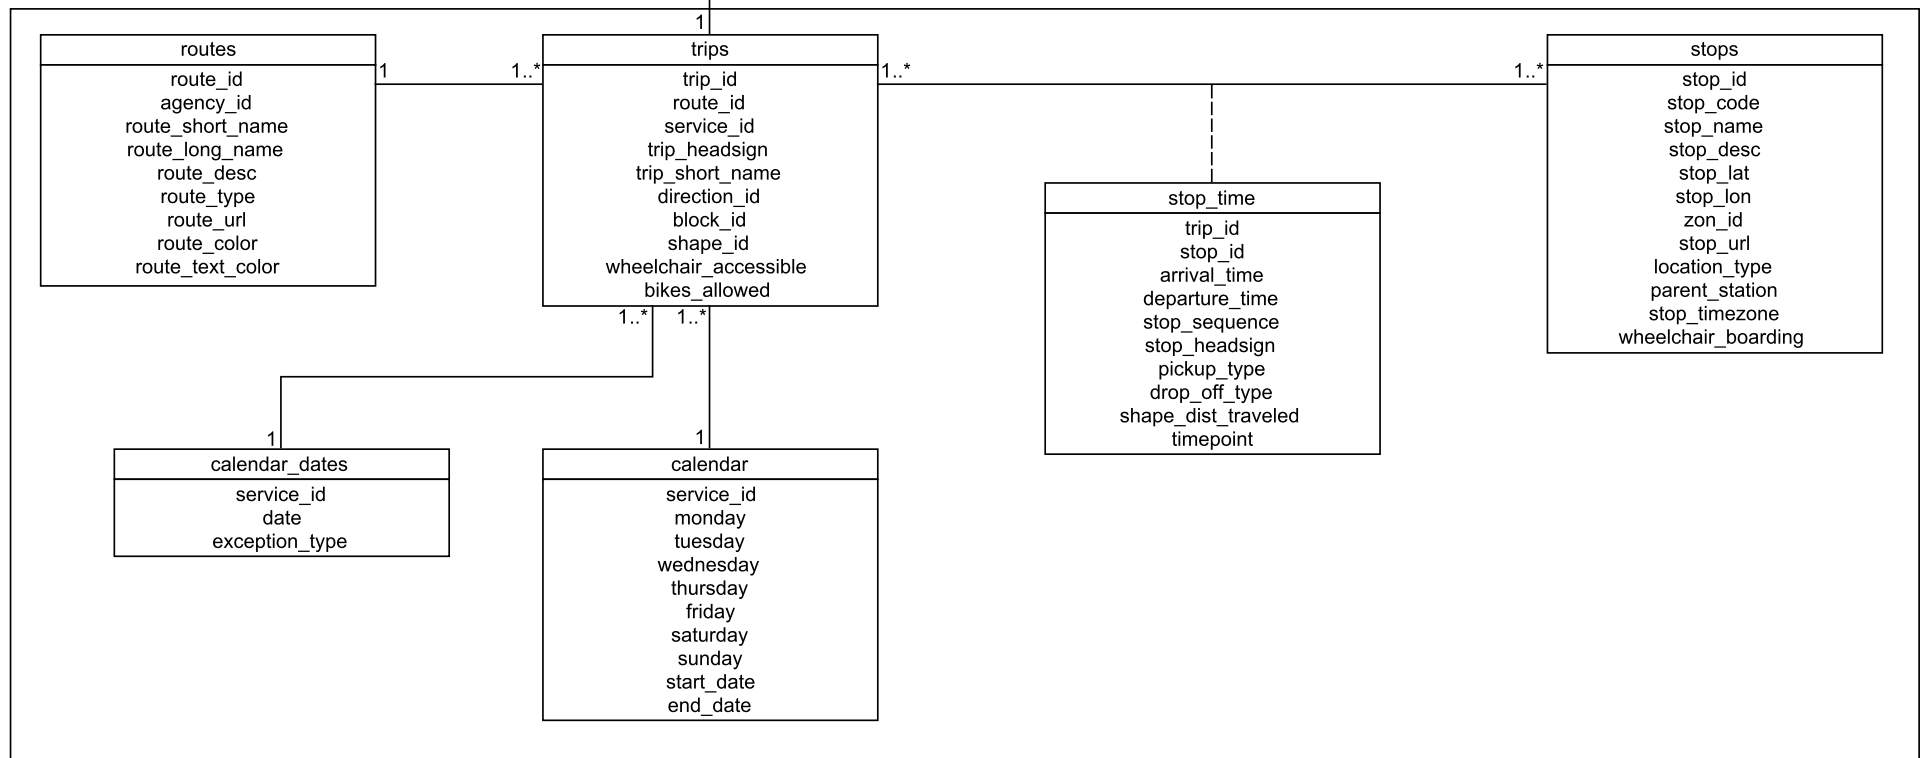 1
routes
route_id
agency_id
route_short_name
route_long_name
route_desc
route_type
route_url
route_color
route_text_color
1
1..*
trips
trip_id
route_id
service_id
trip_headsign
trip_short_name
direction_id
block_id
shape_id
wheelchair_accessible
bikes_allowed
1..*
1..*
stops
stop_id
stop_code
stop_name
stop_desc
stop_lat
stop_lon
zon_id
stop_url
location_type
parent_station
stop_timezone
wheelchair_boarding
stop_time
trip_id
stop_id
arrival_time
departure_time
stop_sequence
stop_headsign
pickup_type
drop_off_type
shape_dist_traveled
timepoint
1..*
1..*
1
1
calendar_dates
service_id
date
exception_type
calendar
service_id
monday
tuesday
wednesday
thursday
friday
saturday
sunday
start_date
end_date